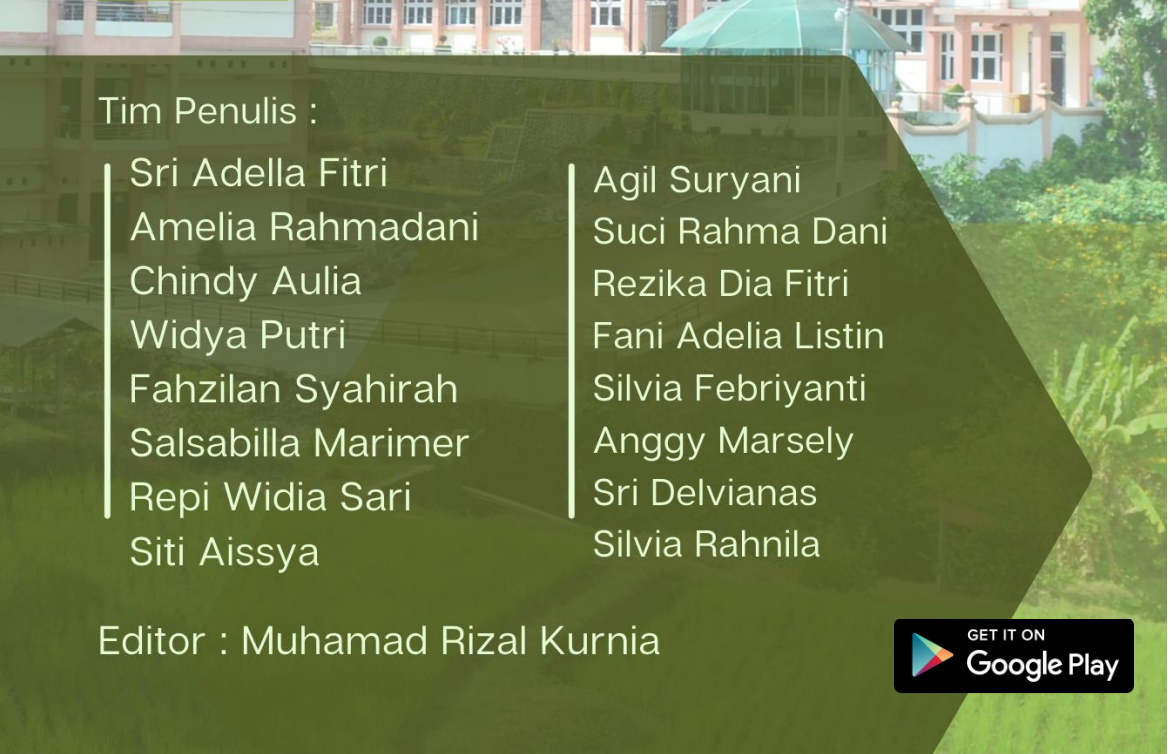 Tim Penulis :
Sri Adella Fitri
Amelia Rahmadani
Chindy Aulia
Widya Putri
Fahzilan Syahirah
Salsabilla Marimer
Repi Widia Sari
Siti Aissya
Agil Suryani
Suci Rahma Dani
Rezika Dia Fitri
Fani Adelia Listin
Silvia Febriyanti
Anggy Marsely
Sri Delvianas
Silvia Rahnila
Editor : Muhamad Rizal Kurnia
GET IT ON
Google Play